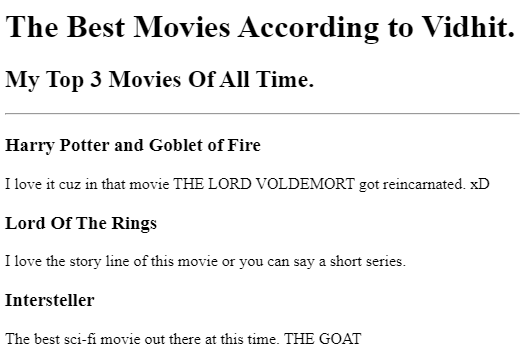 The Best Movies According to Vidhit.
My Top 3 Movies Of All Time.
Harry Potter and Goblet of Fire
I love it cuz in that movie THE LORD VOLDEMORT got reincarnated. xD
Lord Of The Rings
I love the story line of this movie or you can say a short series.
Intersteller
The best sci-fi movie out there at this time. THE GOAT